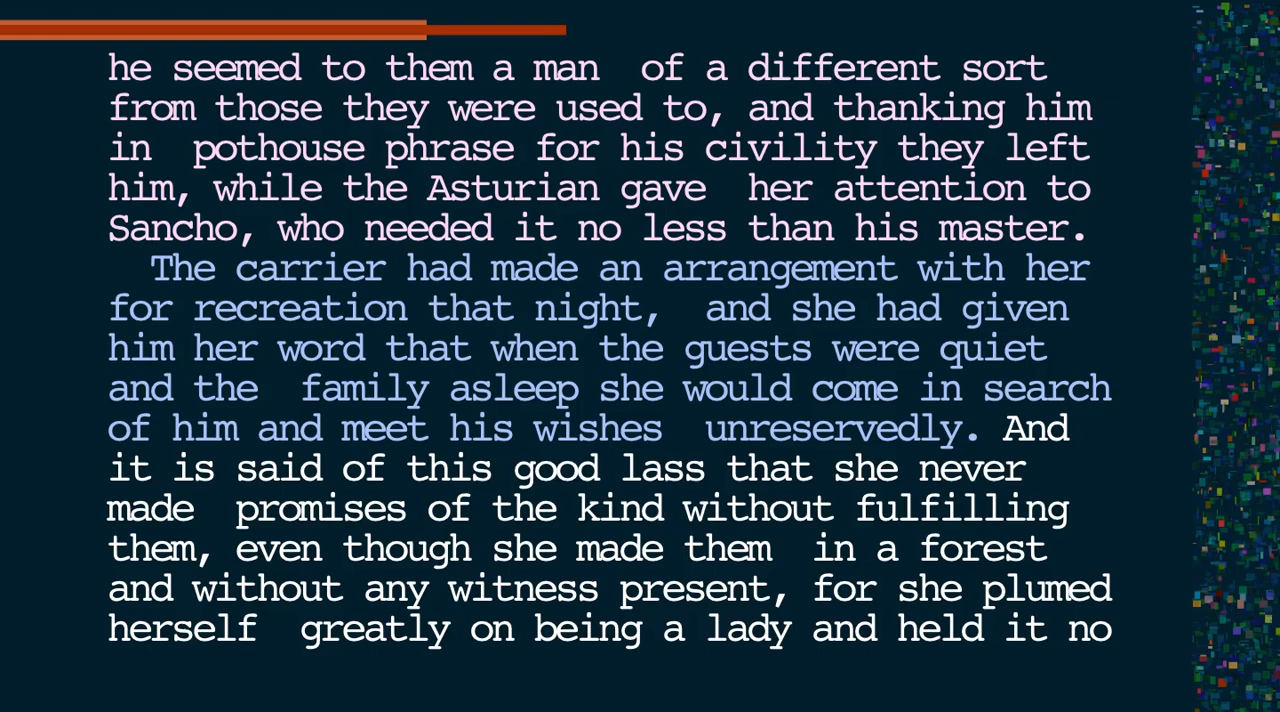 he seemed to them a man  of a different sort
from those they were used to, and thanking him
in  pothouse phrase for his civility they left
him, while the Asturian gave  her attention to
Sancho, who needed it no less than his master.
  The carrier had made an arrangement with her
for recreation that night,  and she had given
him her word that when the guests were quiet
and the  family asleep she would come in search
of him and meet his wishes  unreservedly. And
it is said of this good lass that she never
made  promises of the kind without fulfilling
them, even though she made them  in a forest
and without any witness present, for she plumed
herself  greatly on being a lady and held it no